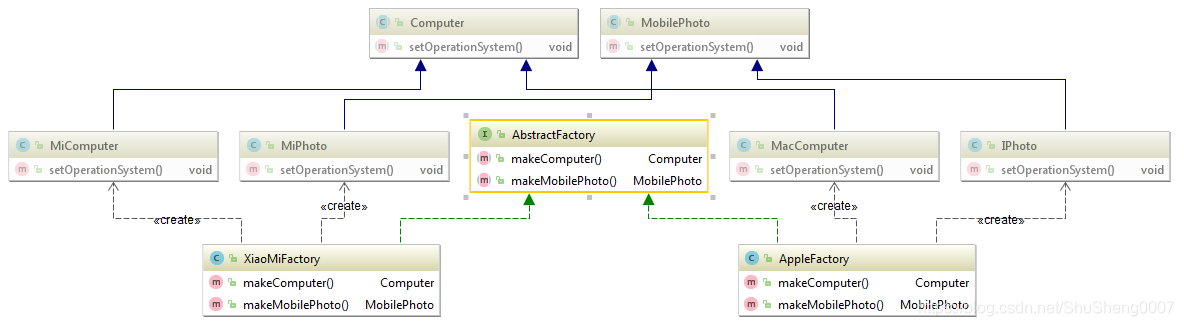 Computer
setOperationSystem() void
MobilePhoto
setOperationSystem() void
MiComputer
setOperationSystem() void
MiPhoto
setOperationSystem() void
AbstractFactory
makeComputer() Computer
makeMobilePhoto() MobilePhoto
MacComputer
setOperationSystem() void
IPhoto
setOperationSystem() void
«create»
«create»
«create»
«create»
XiaoMiFactory
makeComputer() Computer
makeMobilePhoto() MobilePhoto
AppleFactory
makeComputer() Computer
makeMobilePhoto() MobilePhoto
blog.csdn.net/ShuSheng0007